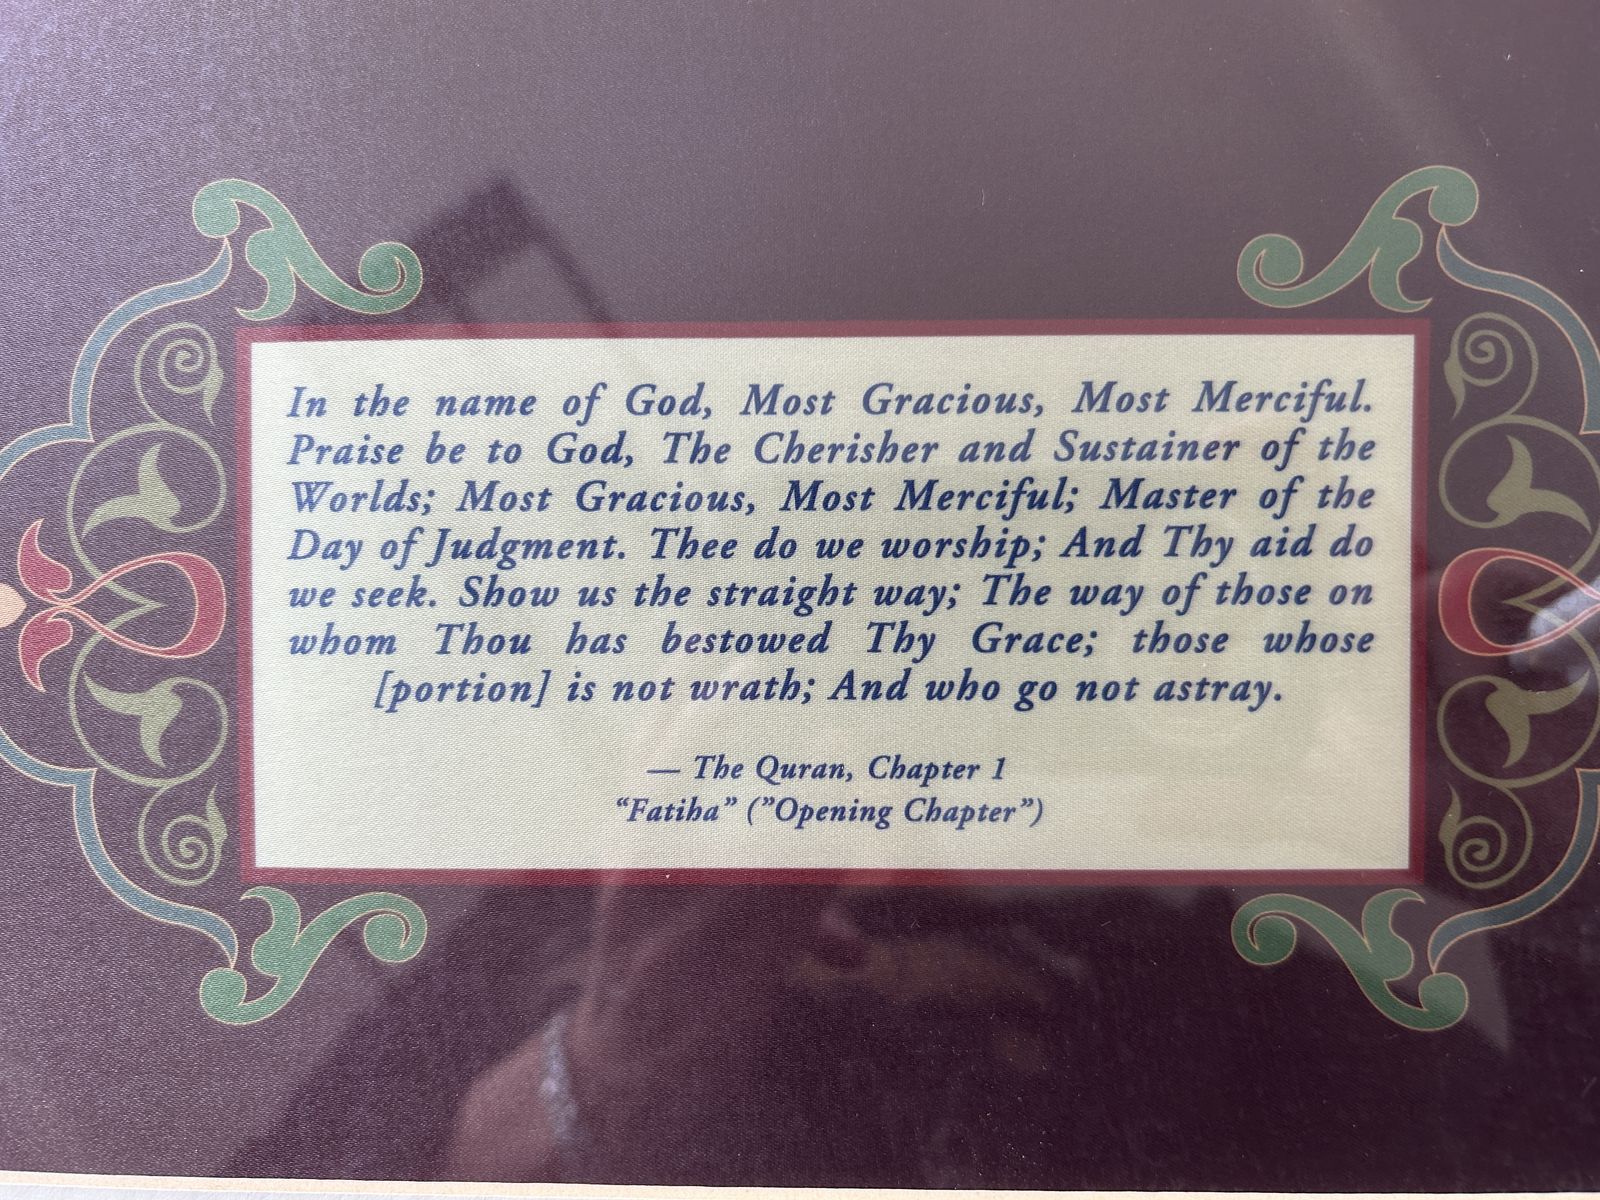 In the name of God, Most Gracious, Most Merciful.
Praise be to God, The Cherisher and Sustainer of the
Worlds; Most Gracious, Most Merciful; Master of the
Day of Judgment. Thee do we worship; And Thy aid do
we seek. Show us the straight way; The way of those on
whom Thou has bestowed Thy Grace; those whose
[portion] is not wrath; And who go not astray.
— The Quran, Chapter 1
“Fatiha” (”Opening Chapter”)